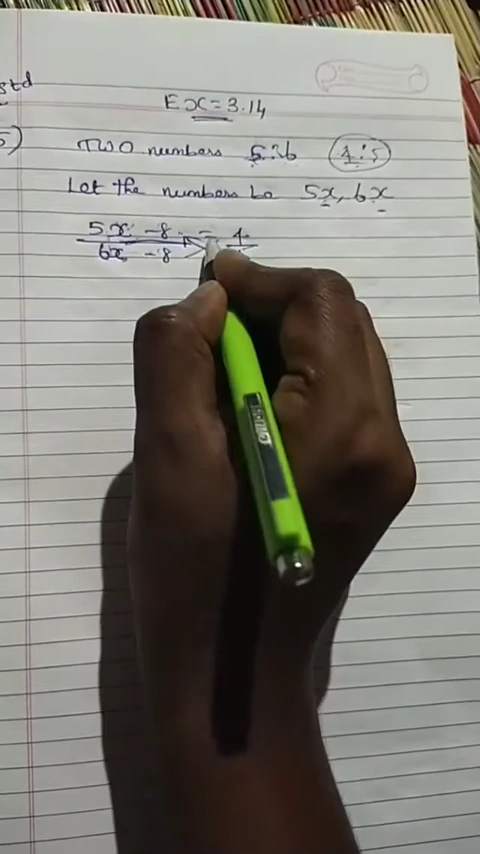 std
Ex = 3.14
5)
Two numbers 5:6 4:5
Let the numbers be 5x, 6x
5x - 8 = 4
6x - 8